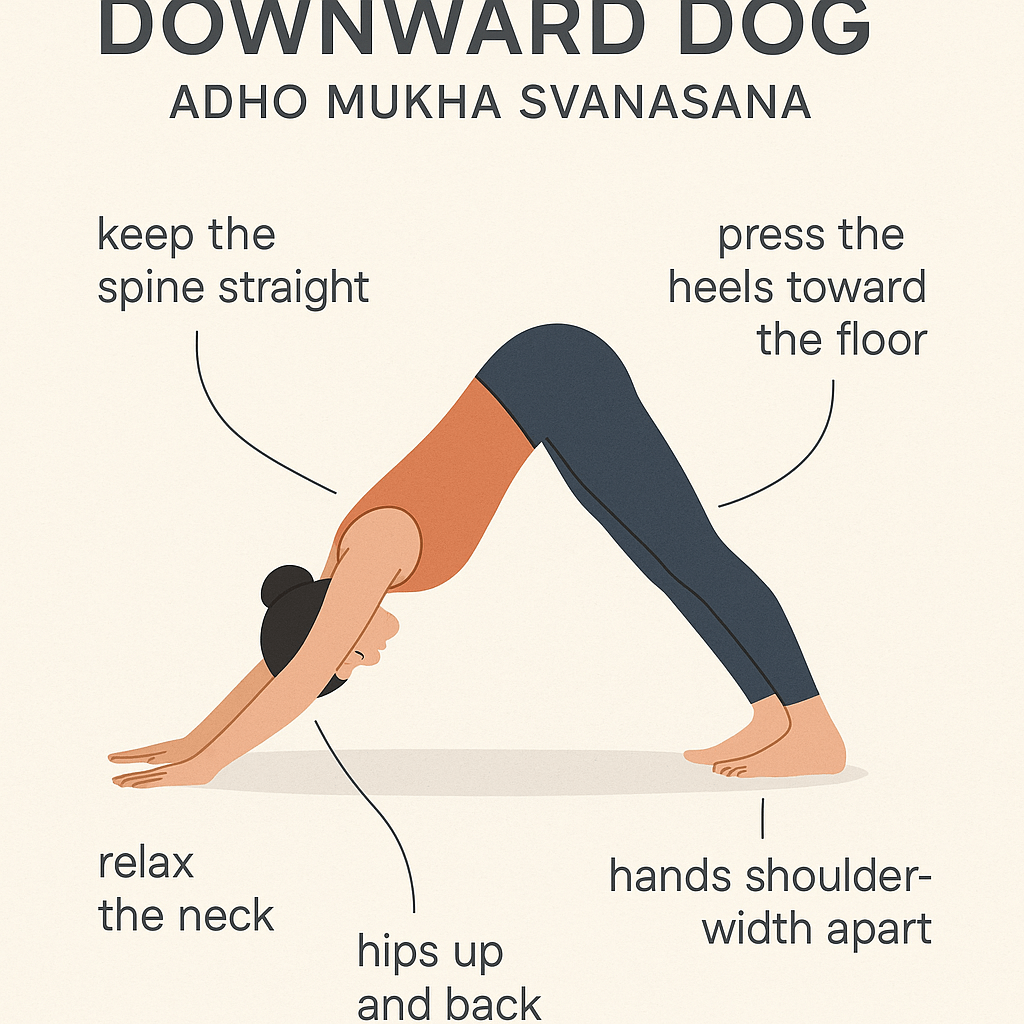 DOWNWARD DOG
ADHO MUKHA SVANASANA
keep the
spine straight
press the
heels toward
the floor
relax
the neck
hips up
and back
hands shoulder-
width apart